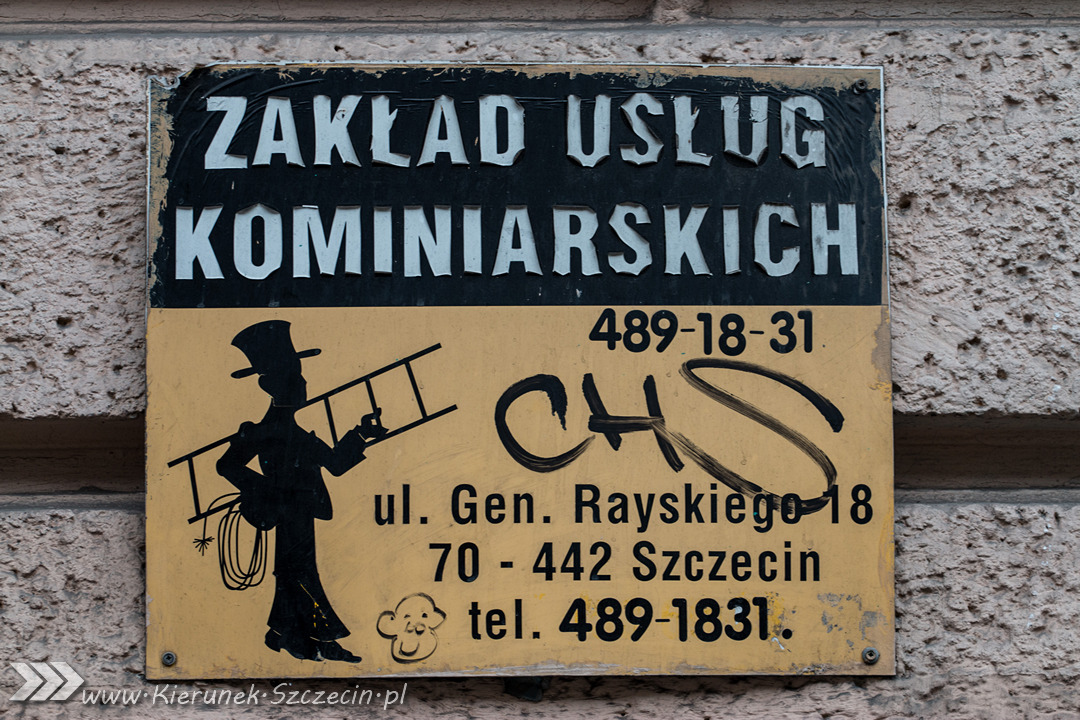 ZAKŁAD USŁUG
KOMINIARSKICH
489-18-31
CHS
ul. Gen. Rayskiego 18
70 - 442 Szczecin
tel. 489-1831.
www.Kierunek.Szczecin.pl